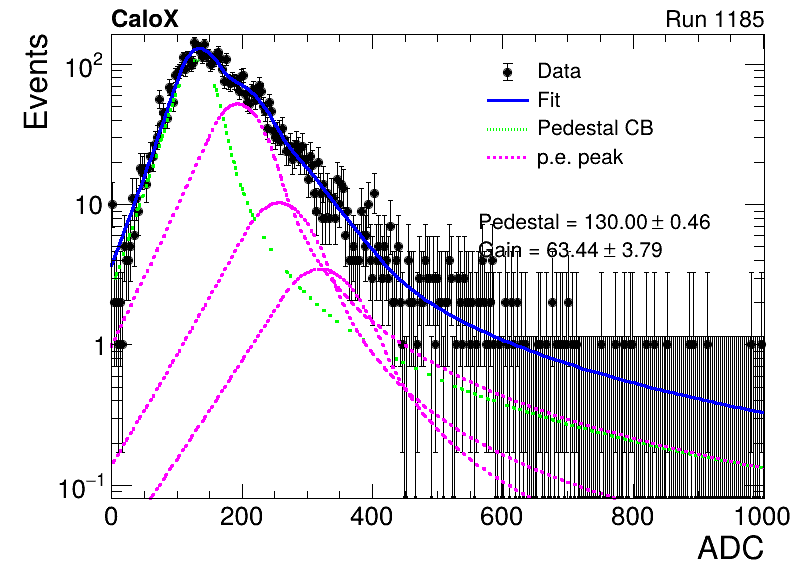 CaloX Run 1185
Events
Data
Fit
Pedestal CB
p.e. peak
Pedestal = 130.00 ± 0.46
Gain = 63.44 ± 3.79
10²
10
1
10⁻¹
0 200 400 600 800 1000
ADC